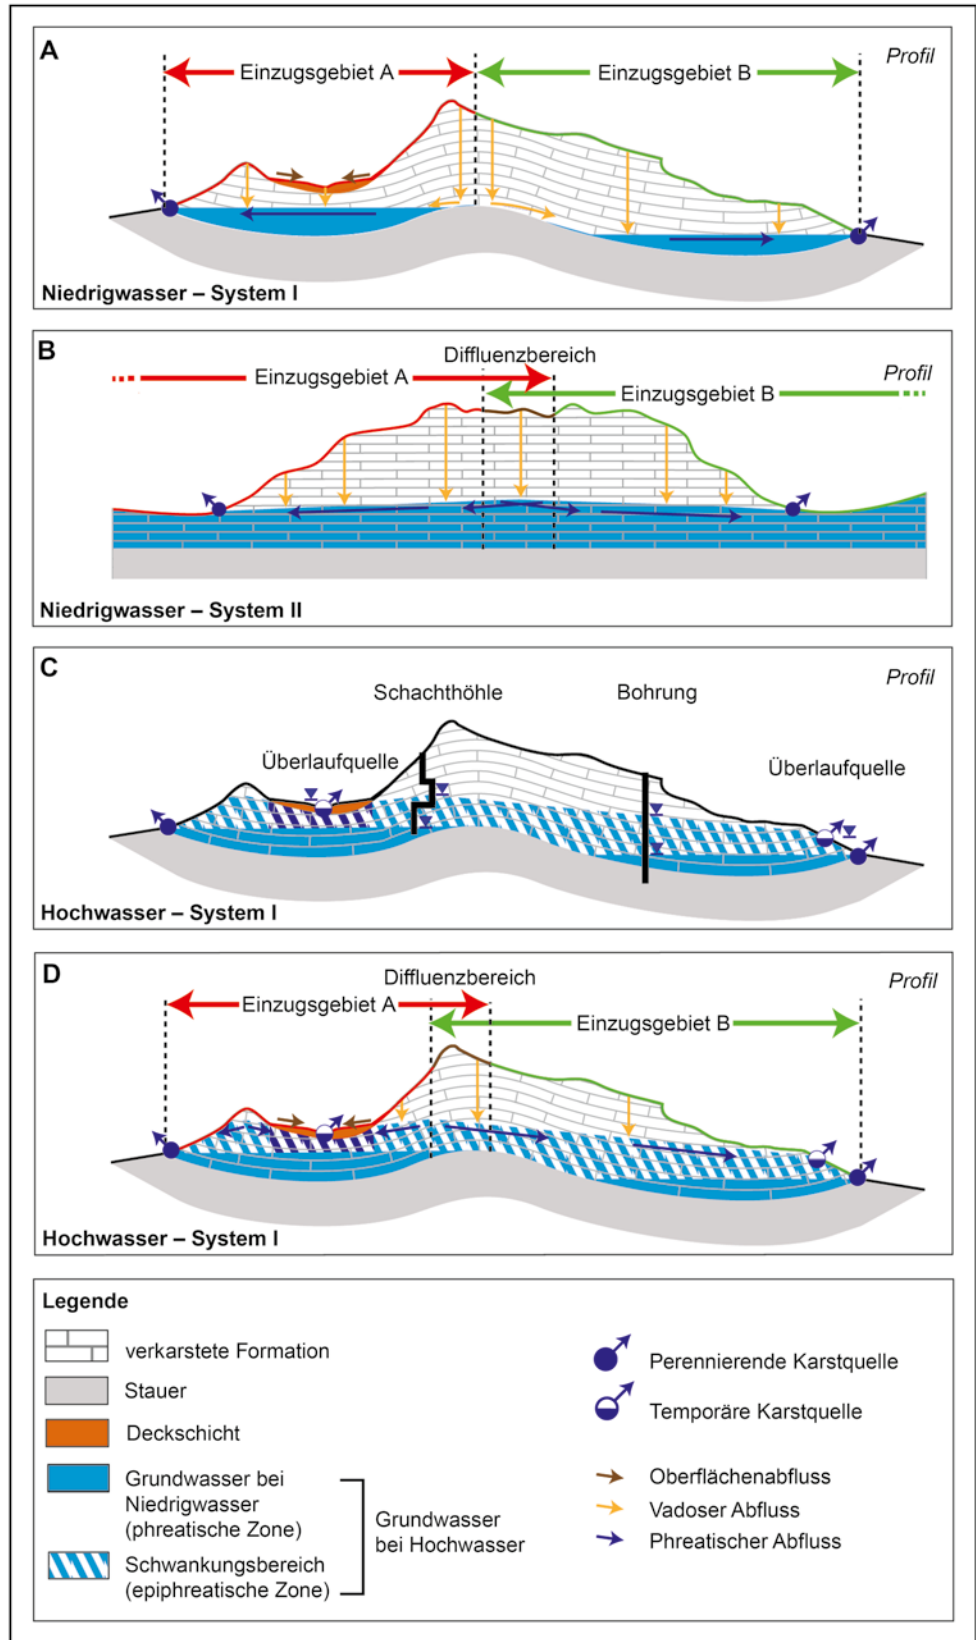 A
Profil
Einzugsgebiet A
Einzugsgebiet B
Niedrigwasser – System I
B
Diffluenzbereich
Profil
Einzugsgebiet A
Einzugsgebiet B
Niedrigwasser – System II
C
Profil
Schachthöhle
Bohrung
Überlaufquelle
Überlaufquelle
Hochwasser – System I
D
Diffluenzbereich
Profil
Einzugsgebiet A
Einzugsgebiet B
Hochwasser – System I
Legende
verkarstete Formation
Stauer
Deckschicht
Grundwasser bei
Niedrigwasser
(phreatische Zone)
Schwankungsbereich
(epiphreatische Zone)
Grundwasser
bei Hochwasser
Perennierende Karstquelle
Temporäre Karstquelle
Oberflächenabfluss
Vadoser Abfluss
Phreatischer Abfluss